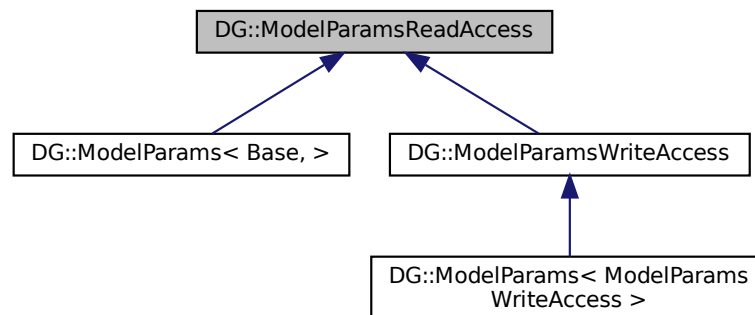 DG::ModelParamsReadAccess
DG::ModelParams< Base, >
DG::ModelParamsWriteAccess
DG::ModelParams< ModelParams
WriteAccess >